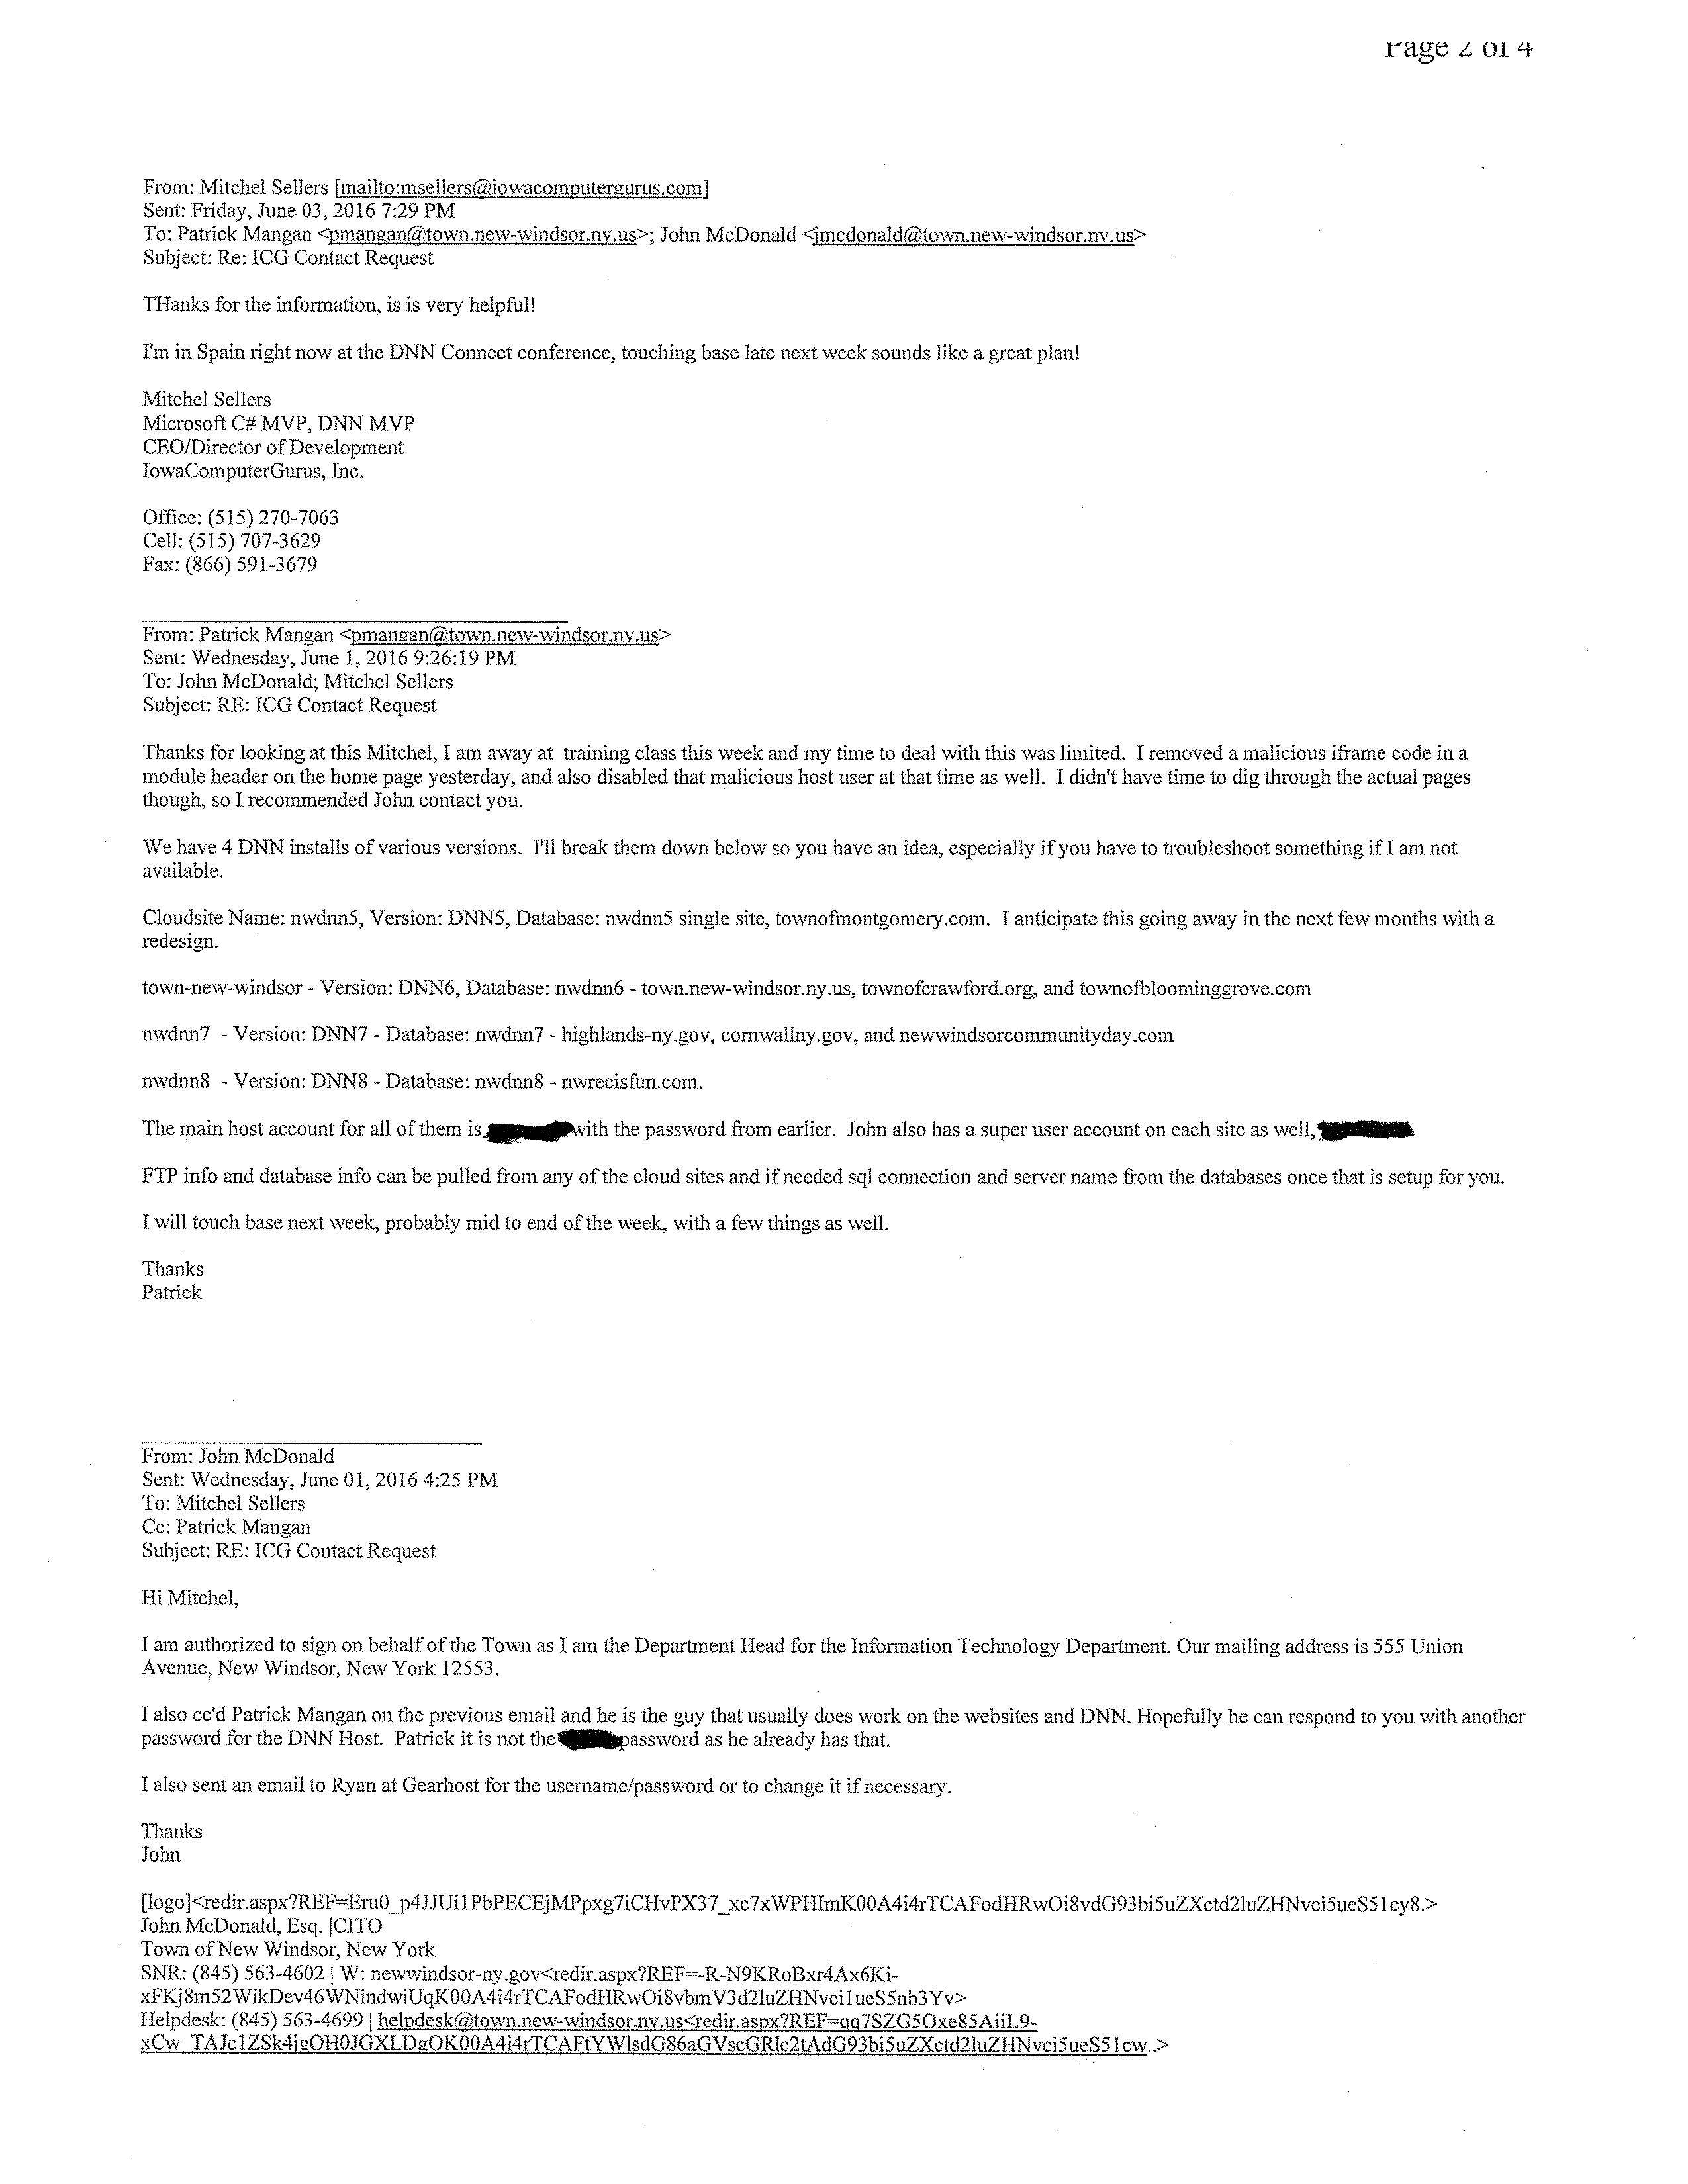 Page 2 of 4
From: Mitchel Sellers [mailto:msellers@iowacomputergurus.com]
Sent: Friday, June 03, 2016 7:29 PM
To: Patrick Mangan <pmangan@town.new-windsor.ny.us>; John McDonald <jmcdonald@town.new-windsor.ny.us>
Subject: Re: ICG Contact Request
THanks for the information, is is very helpful!
I'm in Spain right now at the DNN Connect conference, touching base late next week sounds like a great plan!
Mitchel Sellers
Microsoft C# MVP, DNN MVP
CEO/Director of Development
IowaComputerGurus, Inc.
Office: (515) 270-7063
Cell: (515) 707-3629
Fax: (866) 591-3679
From: Patrick Mangan <pmangan@town.new-windsor.ny.us>
Sent: Wednesday, June 1, 2016 9:26:19 PM
To: John McDonald; Mitchel Sellers
Subject: RE: ICG Contact Request
Thanks for looking at this Mitchel, I am away at training class this week and my time to deal with this was limited. I removed a malicious iframe code in a
module header on the home page yesterday, and also disabled that malicious host user at that time as well. I didn't have time to dig through the actual pages
though, so I recommended John contact you.
We have 4 DNN installs of various versions. I'll break them down below so you have an idea, especially if you have to troubleshoot something if I am not
available.
Cloudsite Name: nwdnn5, Version: DNN5, Database: nwdnn5 single site, townofmontgomery.com. I anticipate this going away in the next few months with a
redesign.
town-new-windsor - Version: DNN6, Database: nwdnn6 - town.new-windsor.ny.us, townofcrawford.org, and townofbloominggrove.com
nwdnn7 - Version: DNN7 - Database: nwdnn7 - highlands-ny.gov, cornwallny.gov, and newwindsorcommunityday.com
nwdnn8 - Version: DNN8 - Database: nwdnn8 - nwrecisfun.com.
The main host account for all of them is with the password from earlier. John also has a super user account on each site as well,
FTP info and database info can be pulled from any of the cloud sites and if needed sql connection and server name from the databases once that is setup for you.
I will touch base next week, probably mid to end of the week, with a few things as well.
Thanks
Patrick
From: John McDonald
Sent: Wednesday, June 01, 2016 4:25 PM
To: Mitchel Sellers
Cc: Patrick Mangan
Subject: RE: ICG Contact Request
Hi Mitchel,
I am authorized to sign on behalf of the Town as I am the Department Head for the Information Technology Department. Our mailing address is 555 Union
Avenue, New Windsor, New York 12553.
I also cc'd Patrick Mangan on the previous email and he is the guy that usually does work on the websites and DNN. Hopefully he can respond to you with another
password for the DNN Host. Patrick it is not the password as he already has that.
I also sent an email to Ryan at Gearhost for the username/password or to change it if necessary.
Thanks
John
[logo]<redir.aspx?REF=Eru0_p4JJUi1PbPECEjMPpxg7iCHvPX37_xc7xWPHImK00A4i4rTCAFodHRwOi8vdG93bi5uZXctd2luZHNvci5ueS51cy8.>
John McDonald, Esq. |CITO
Town of New Windsor, New York
SNR: (845) 563-4602 | W: newwindsor-ny.gov<redir.aspx?REF=-R-N9KRoBxr4Ax6Ki-
xFKj8m52WikDev46WNindwiUqK00A4i4rTCAFodHRwOi8vbmV3d2luZHNvci1ueS5nb3Yv>
Helpdesk: (845) 563-4699 | helpdesk@town.new-windsor.ny.us<redir.aspx?REF=qq7SZG5Oxe85AiiL9-
xCw_TAJc1ZSk4jgOH0JGXLDgOK00A4i4rTCAFtYWlsdG86aGVscGRlc2tAdG93bi5uZXctd2luZHNvci5ueS51cw..>